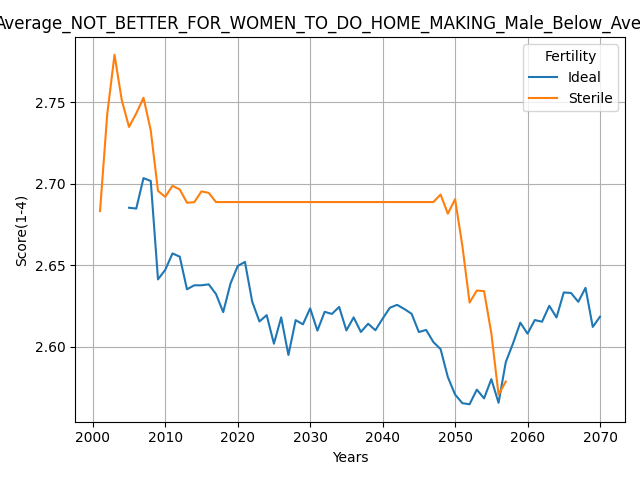 Average_NOT_BETTER_FOR_WOMEN_TO_DO_HOME_MAKING_Male_Below_Ave
Fertility
Ideal
Sterile
Score(1-4)
2.75
2.70
2.65
2.60
2000 2010 2020 2030 2040 2050 2060 2070
Years